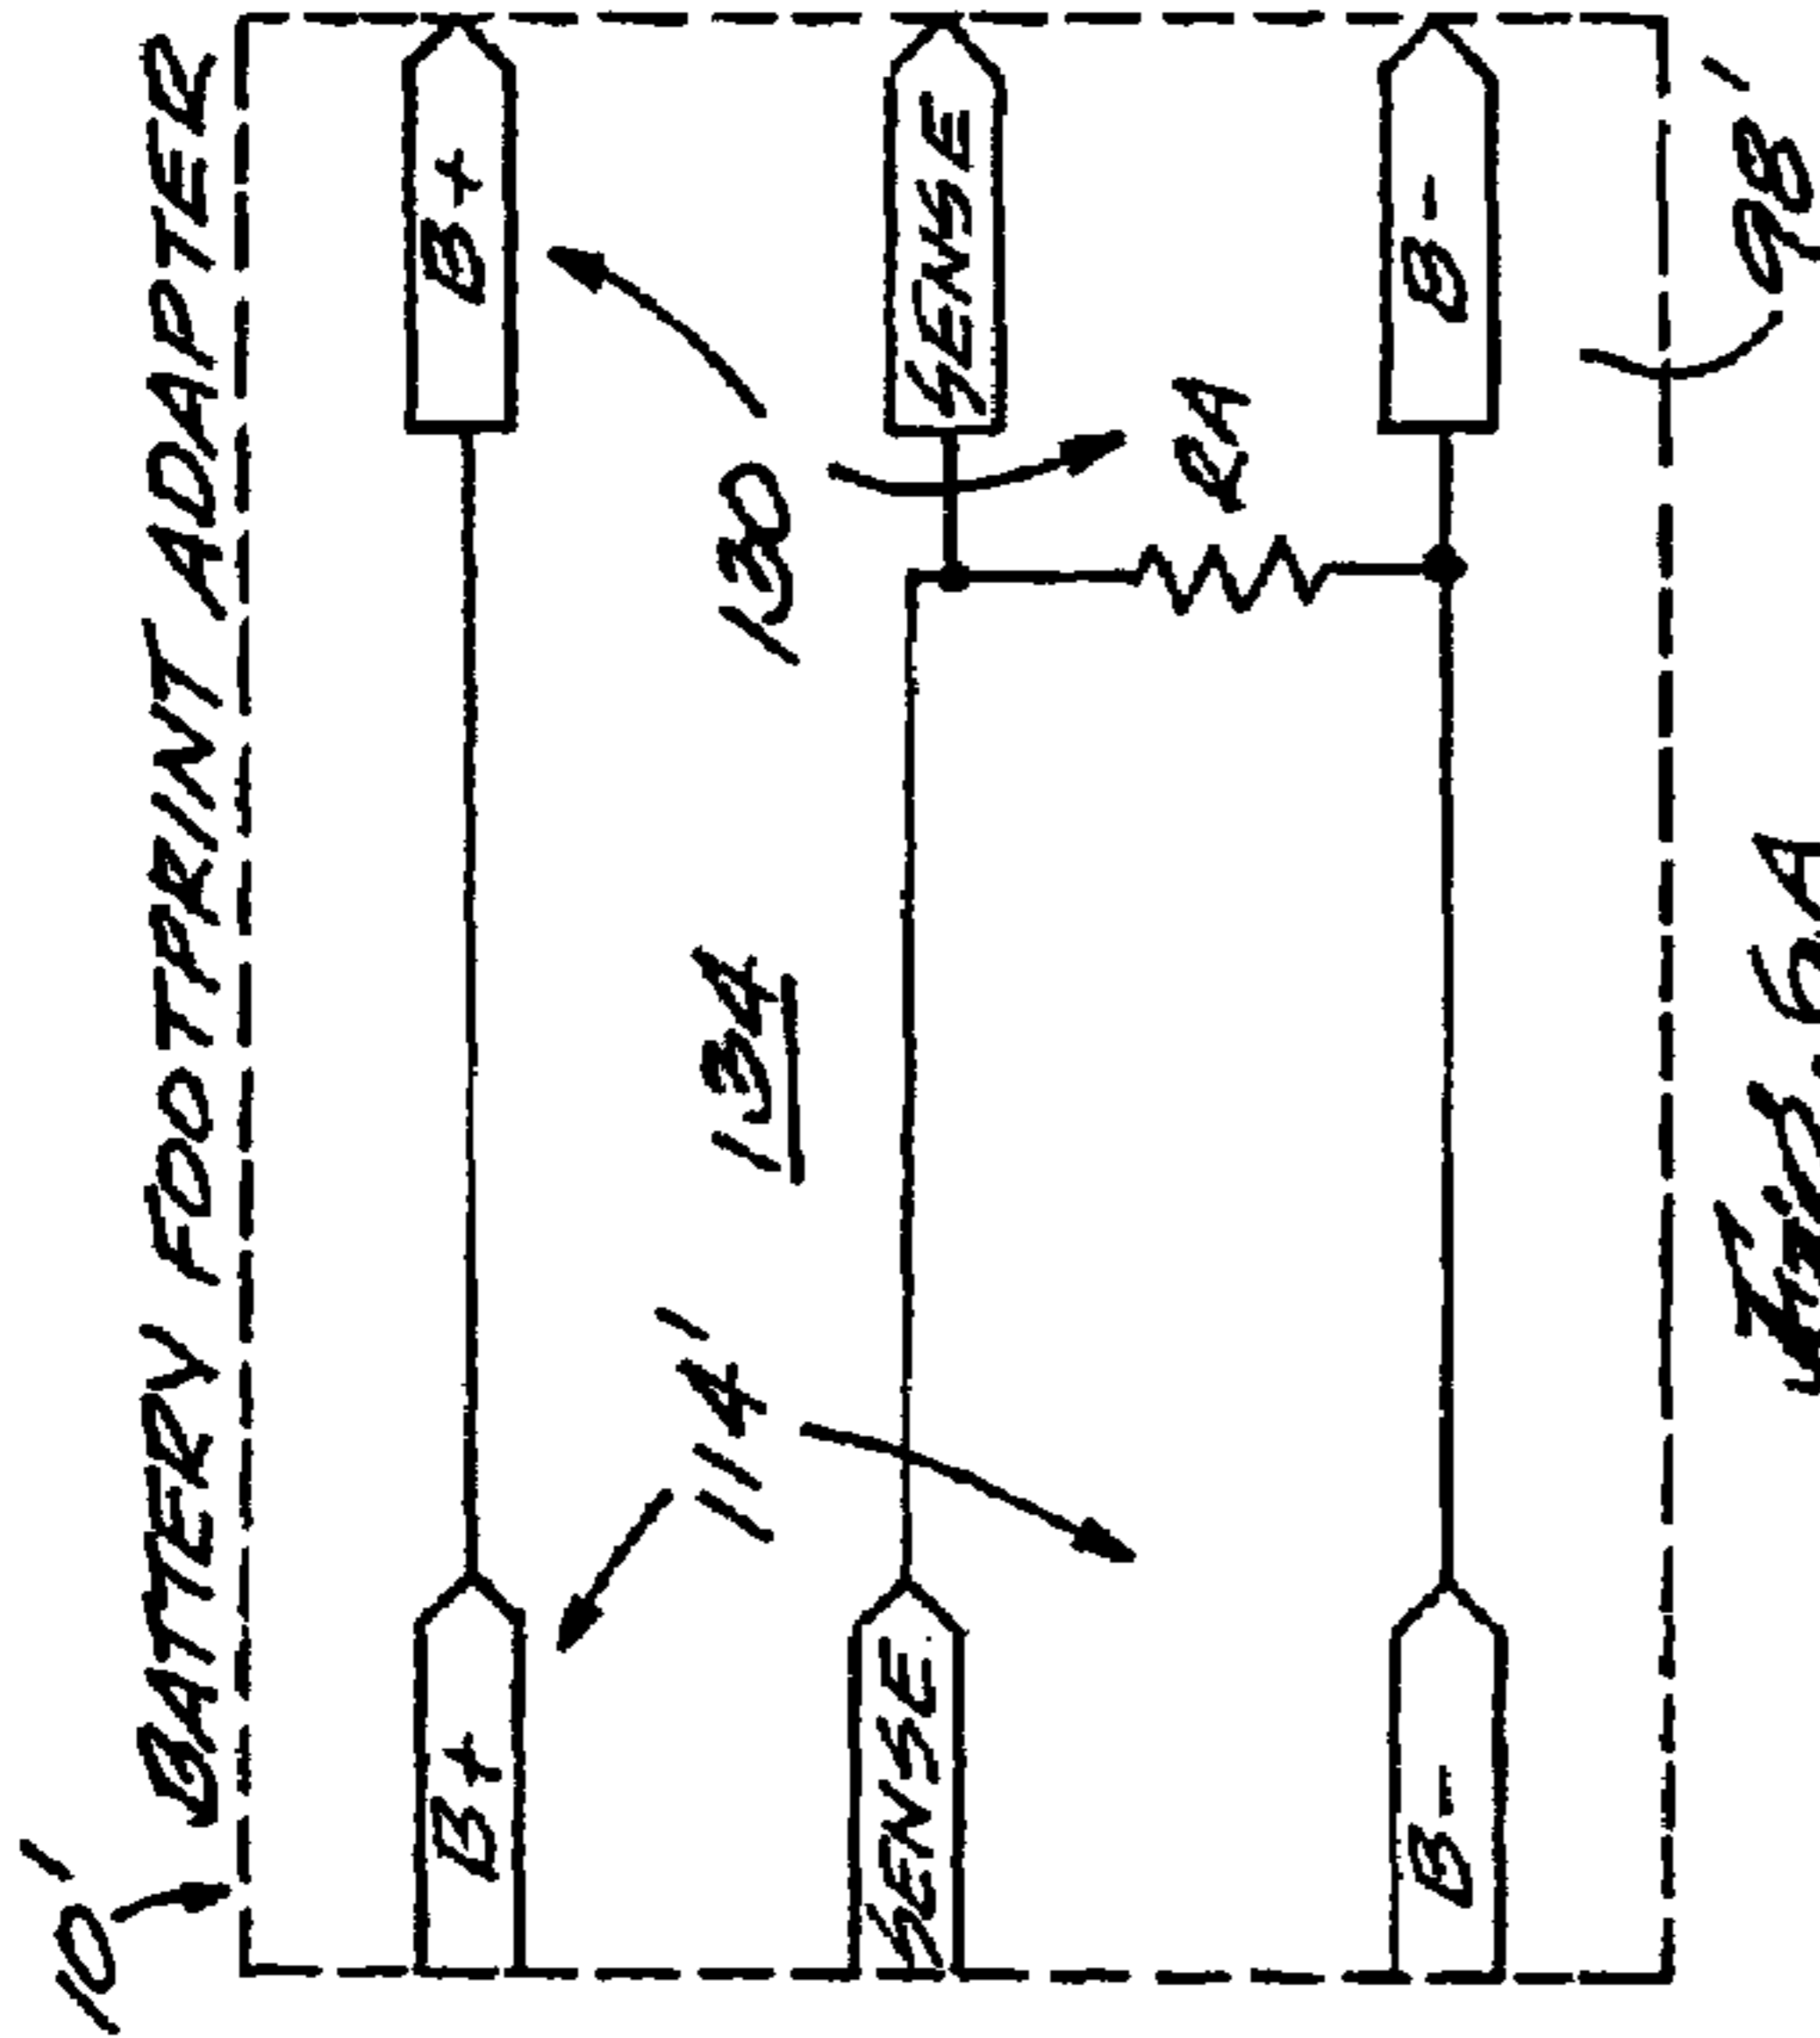 BATTERY FOOTPRINT ADAPTER
10'
B+
B+
114'
134
130
SENSE
SENSE
RA
B-
B-
98'
Fig. 6A